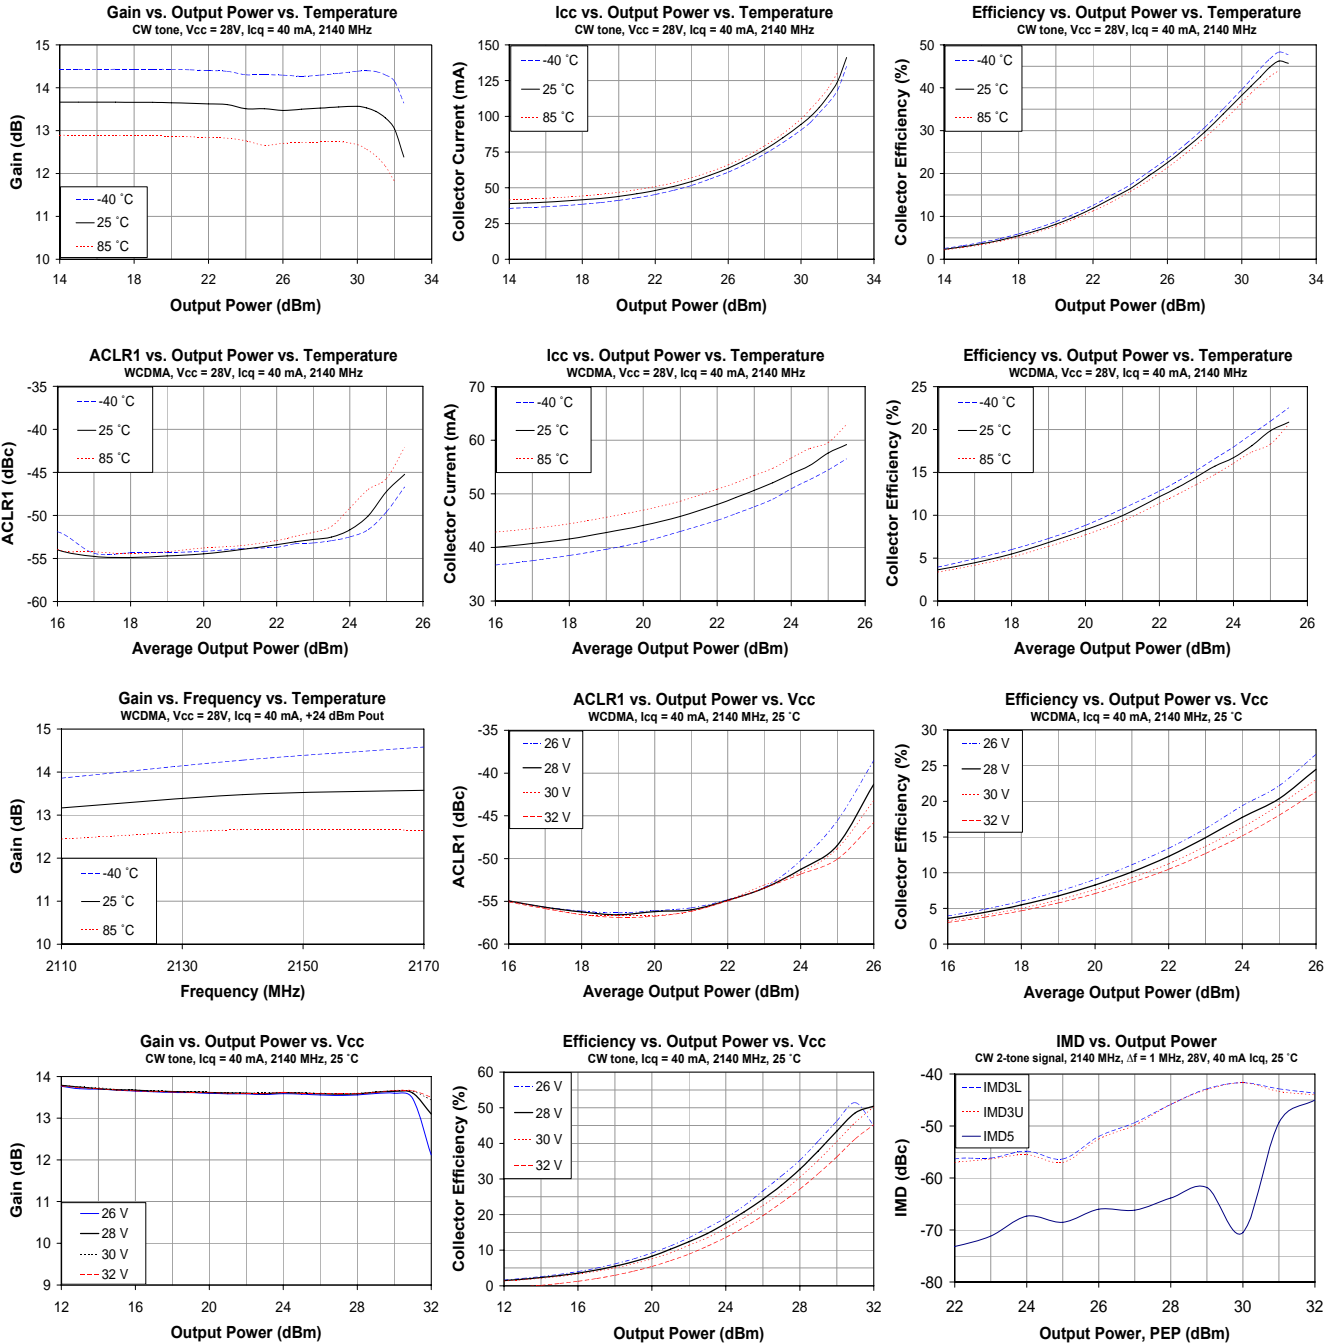 Gain vs. Output Power vs. Temperature
CW tone, Vcc = 28V, Icq = 40 mA, 2140 MHz
15
14
13
12
11
10
Gain (dB)
-40 ˚C
25 ˚C
85 ˚C
14 18 22 26 30 34
Output Power (dBm)
Icc vs. Output Power vs. Temperature
CW tone, Vcc = 28V, Icq = 40 mA, 2140 MHz
150
125
100
75
50
25
0
Collector Current (mA)
-40 ˚C
25 ˚C
85 ˚C
14 18 22 26 30 34
Output Power (dBm)
Efficiency vs. Output Power vs. Temperature
CW tone, Vcc = 28V, Icq = 40 mA, 2140 MHz
50
40
30
20
10
0
Collector Efficiency (%)
-40 ˚C
25 ˚C
85 ˚C
14 18 22 26 30 34
Output Power (dBm)
ACLR1 vs. Output Power vs. Temperature
WCDMA, Vcc = 28V, Icq = 40 mA, 2140 MHz
-35
-40
-45
-50
-55
-60
ACLR1 (dBc)
-40 ˚C
25 ˚C
85 ˚C
16 18 20 22 24 26
Average Output Power (dBm)
Icc vs. Output Power vs. Temperature
WCDMA, Vcc = 28V, Icq = 40 mA, 2140 MHz
70
60
50
40
30
Collector Current (mA)
-40 ˚C
25 ˚C
85 ˚C
16 18 20 22 24 26
Average Output Power (dBm)
Efficiency vs. Output Power vs. Temperature
WCDMA, Vcc = 28V, Icq = 40 mA, 2140 MHz
25
20
15
10
5
0
Collector Efficiency (%)
-40 ˚C
25 ˚C
85 ˚C
16 18 20 22 24 26
Average Output Power (dBm)
Gain vs. Frequency vs. Temperature
WCDMA, Vcc = 28V, Icq = 40 mA, +24 dBm Pout
15
14
13
12
11
10
Gain (dB)
-40 ˚C
25 ˚C
85 ˚C
2110 2130 2150 2170
Frequency (MHz)
ACLR1 vs. Output Power vs. Vcc
WCDMA, Icq = 40 mA, 2140 MHz, 25 ˚C
-35
-40
-45
-50
-55
-60
ACLR1 (dBc)
26 V
28 V
30 V
32 V
16 18 20 22 24 26
Average Output Power (dBm)
Efficiency vs. Output Power vs. Vcc
WCDMA, Icq = 40 mA, 2140 MHz, 25 ˚C
30
25
20
15
10
5
0
Collector Efficiency (%)
26 V
28 V
30 V
32 V
16 18 20 22 24 26
Average Output Power (dBm)
Gain vs. Output Power vs. Vcc
CW tone, Icq = 40 mA, 2140 MHz, 25 ˚C
14
13
12
11
10
9
Gain (dB)
26 V
28 V
30 V
32 V
12 16 20 24 28 32
Output Power (dBm)
Efficiency vs. Output Power vs. Vcc
CW tone, Icq = 40 mA, 2140 MHz, 25 ˚C
60
50
40
30
20
10
0
Collector Efficiency (%)
26 V
28 V
30 V
32 V
12 16 20 24 28 32
Output Power (dBm)
IMD vs. Output Power
CW 2-tone signal, 2140 MHz, Δf = 1 MHz, 28V, 40 mA Icq, 25 ˚C
-40
-50
-60
-70
-80
IMD (dBc)
IMD3L
IMD3U
IMD5
22 24 26 28 30 32
Output Power, PEP (dBm)